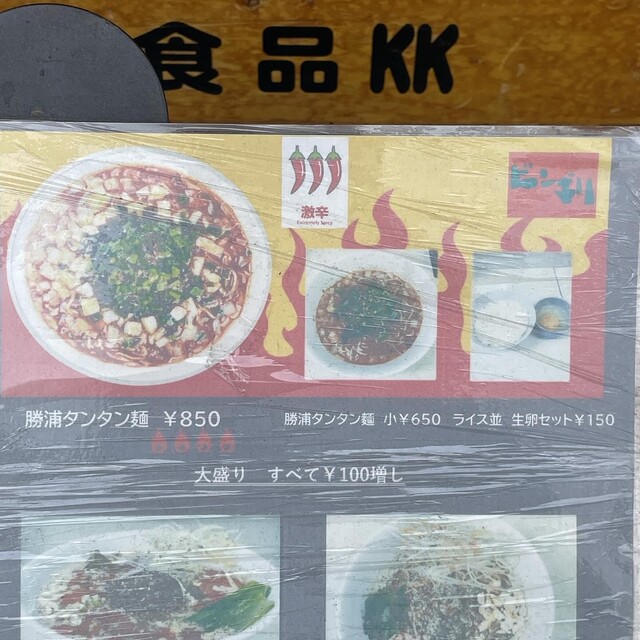 食品KK
激辛
Extremely Spicy
勝浦タンタン麺 ¥850
勝浦タンタン麺 小¥650 ライス並 生卵セット¥150
大盛り すべて¥100増し